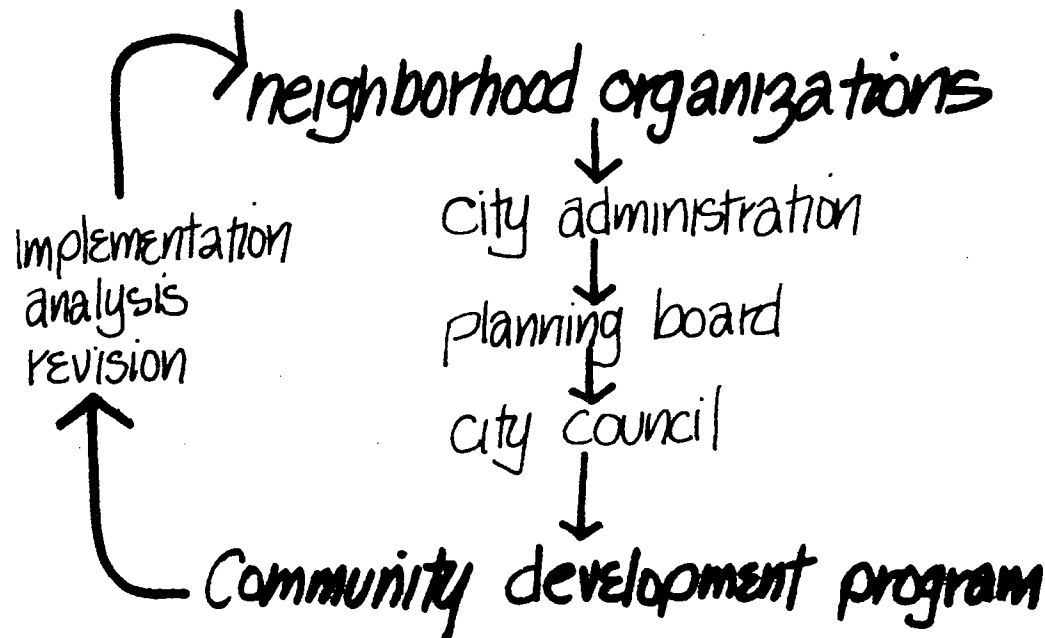 neighborhood organizations
city administration
planning board
city council
Community development program
implementation
analysis
revision